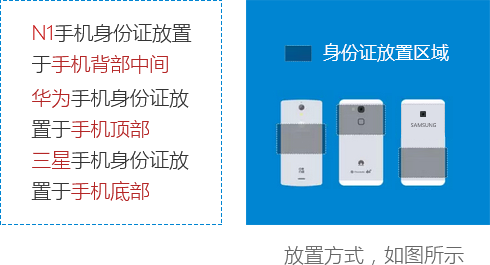 N1手机身份证放置
于手机背部中间
华为手机身份证放
置于手机顶部
三星手机身份证放
置于手机底部
身份证放置区域
SAMSUNG
放置方式，如图所示